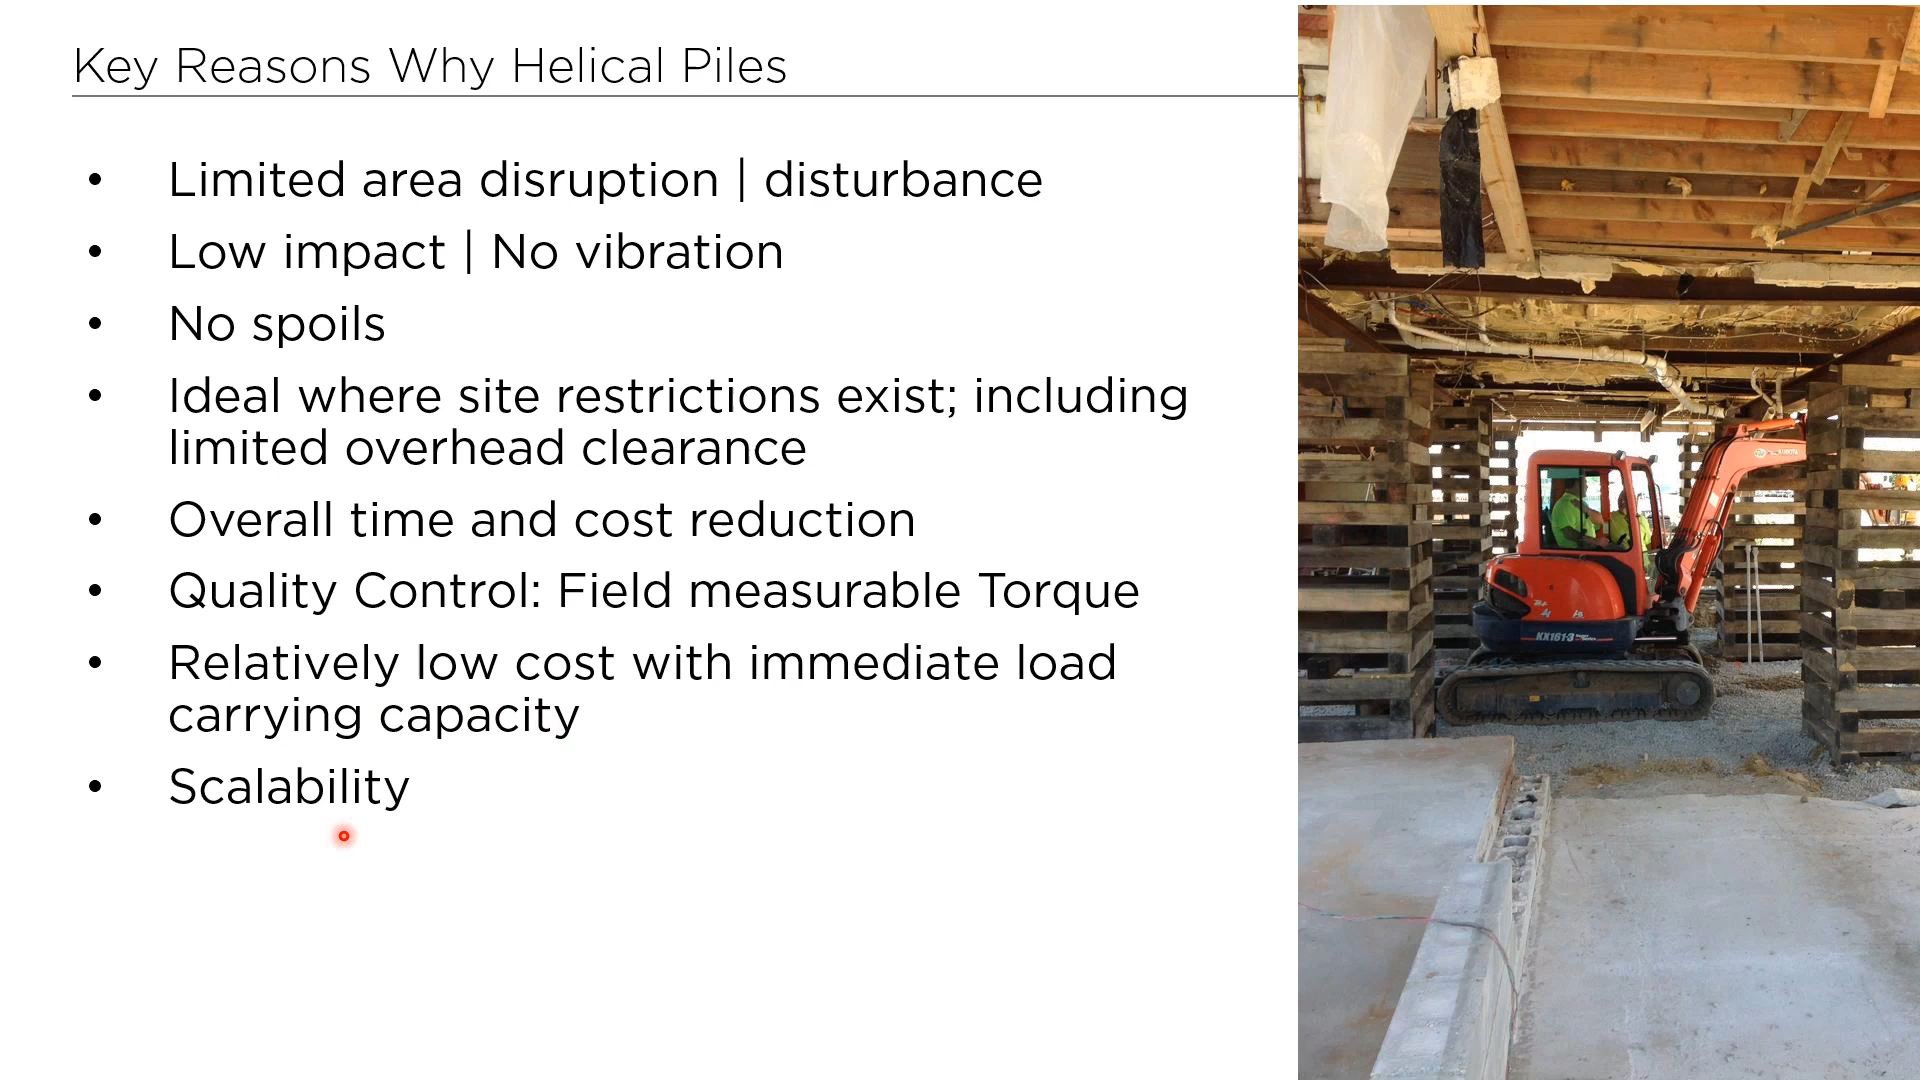 Key Reasons Why Helical Piles
• Limited area disruption | disturbance
• Low impact | No vibration
• No spoils
• Ideal where site restrictions exist; including
limited overhead clearance
• Overall time and cost reduction
• Quality Control: Field measurable Torque
• Relatively low cost with immediate load
carrying capacity
• Scalability
KUBOTA
KX161-3